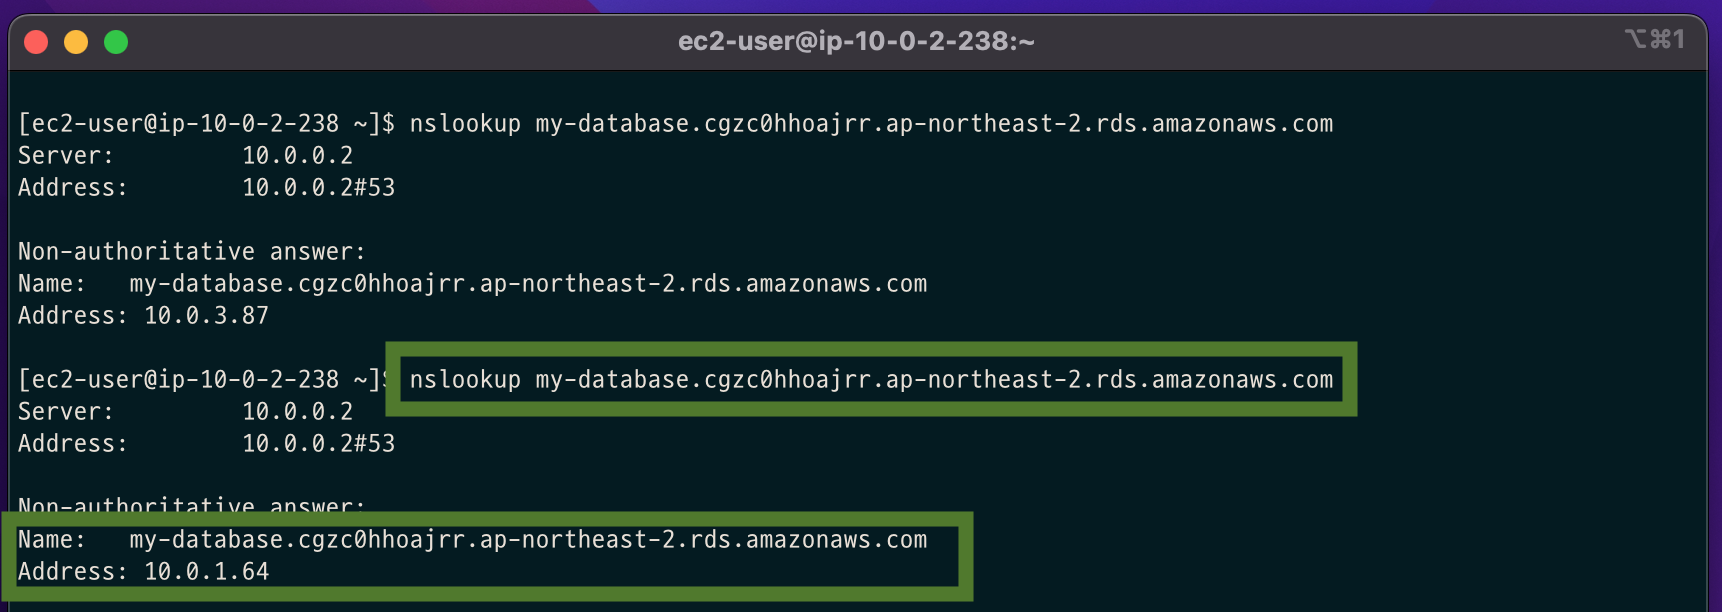 ec2-user@ip-10-0-2-238:~
⌥⌘1
[ec2-user@ip-10-0-2-238 ~]$ nslookup my-database.cgzc0hhoajrr.ap-northeast-2.rds.amazonaws.com
Server: 10.0.0.2
Address: 10.0.0.2#53
Non-authoritative answer:
Name: my-database.cgzc0hhoajrr.ap-northeast-2.rds.amazonaws.com
Address: 10.0.3.87
[ec2-user@ip-10-0-2-238 ~]$ nslookup my-database.cgzc0hhoajrr.ap-northeast-2.rds.amazonaws.com
Server: 10.0.0.2
Address: 10.0.0.2#53
Non-authoritative answer:
Name: my-database.cgzc0hhoajrr.ap-northeast-2.rds.amazonaws.com
Address: 10.0.1.64